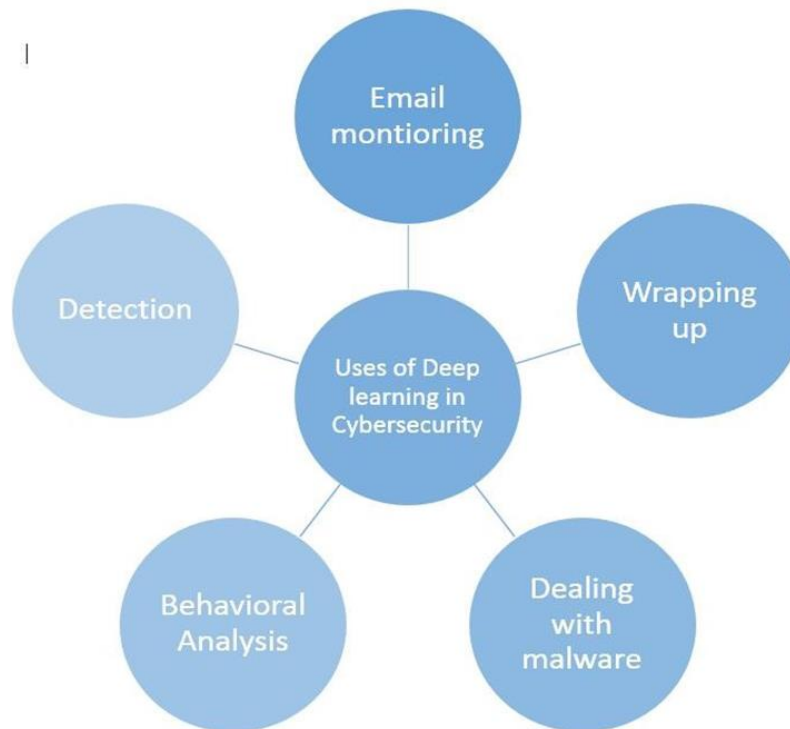 Email
montioring
Wrapping
up
Dealing
with
malware
Behavioral
Analysis
Detection
Uses of Deep
learning in
Cybersecurity